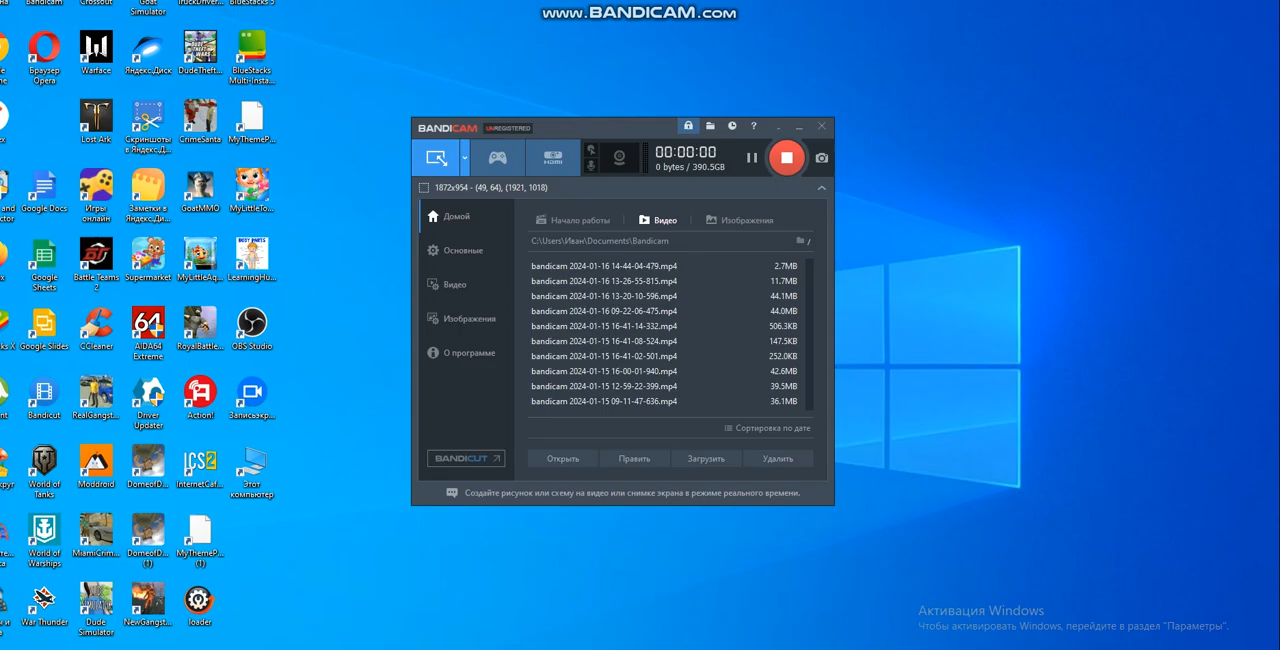 www.BANDICAM.com
Bandicam
Crossout
Goat
Simulator
TruckDriver...
BlueStacks 5
Браузер
Opera
Warface
Яндекс.Диск
DudeTheft...
BlueStacks
Multi-Insta...
Lost Ark
Скриншоты
в Яндекс.Д...
CrimeSanta
MyThemeP...
Google Docs
Игры
онлайн
Заметки в
Яндекс.Ди...
GoatMMO
MyLittleTo...
Google
Sheets
Battle Teams
2
Supermarket
MyLittleAq...
LearningHu...
Google Slides
CCleaner
AIDA64
Extreme
RoyalBattle...
OBS Studio
Bandicut
RealGangst...
Driver
Updater
Action!
Записьэкр...
World of
Tanks
Moddroid
DomeofD...
InternetCaf...
Этот
компьютер
World of
Warships
MiamiCrim...
DomeofD...
(1)
MyThemeP...
(1)
War Thunder
Dude
Simulator
NewGangst...
loader
BANDICAM UNREGISTERED
HDMI
00:00:00
0 bytes / 390.5GB
1872x954 - (49, 64), (1921, 1018)
Домой
Основные
Видео
Изображения
О программе
BANDICUT
Начало работы
Видео
Изображения
C:\Users\Иван\Documents\Bandicam
bandicam 2024-01-16 14-44-04-479.mp4 2.7MB
bandicam 2024-01-16 13-26-55-815.mp4 11.7MB
bandicam 2024-01-16 13-20-10-596.mp4 44.1MB
bandicam 2024-01-16 09-22-06-475.mp4 44.0MB
bandicam 2024-01-15 16-41-14-332.mp4 506.3KB
bandicam 2024-01-15 16-41-08-524.mp4 147.5KB
bandicam 2024-01-15 16-41-02-501.mp4 252.0KB
bandicam 2024-01-15 16-00-01-940.mp4 42.6MB
bandicam 2024-01-15 12-59-22-399.mp4 39.5MB
bandicam 2024-01-15 09-11-47-636.mp4 36.1MB
Сортировка по дате
Открыть
Править
Загрузить
Удалить
Создайте рисунок или схему на видео или снимке экрана в режиме реального времени.
Активация Windows
Чтобы активировать Windows, перейдите в раздел "Параметры".